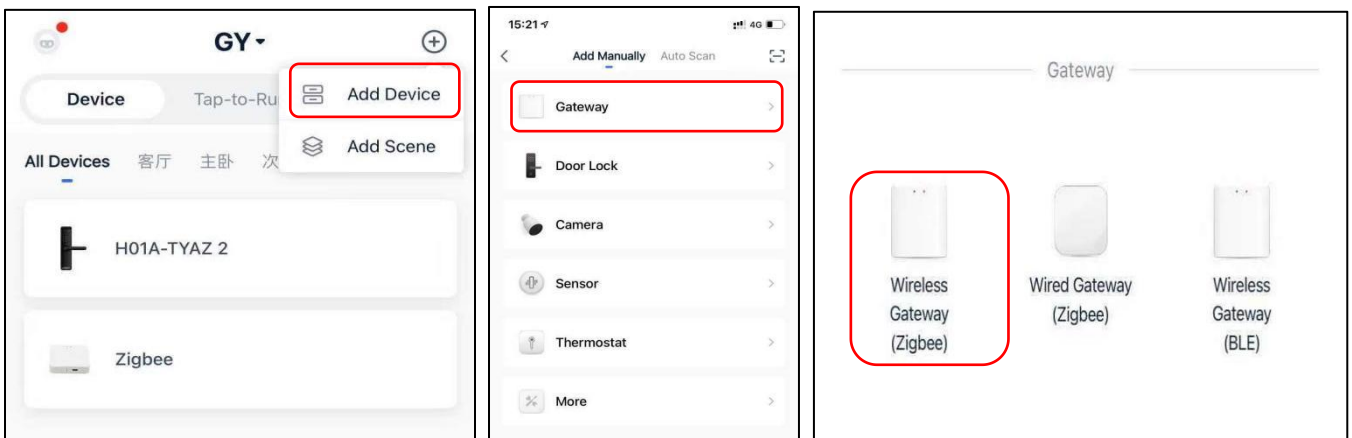 GY
Device
Tap-to-Ru
Add Device
Add Scene
All Devices 客厅 主卧 次
H01A-TYAZ 2
Zigbee
15:21 4G
Add Manually Auto Scan
Gateway
Door Lock
Camera
Sensor
Thermostat
More
Gateway
Wireless
Gateway
(Zigbee)
Wired Gateway
(Zigbee)
Wireless
Gateway
(BLE)